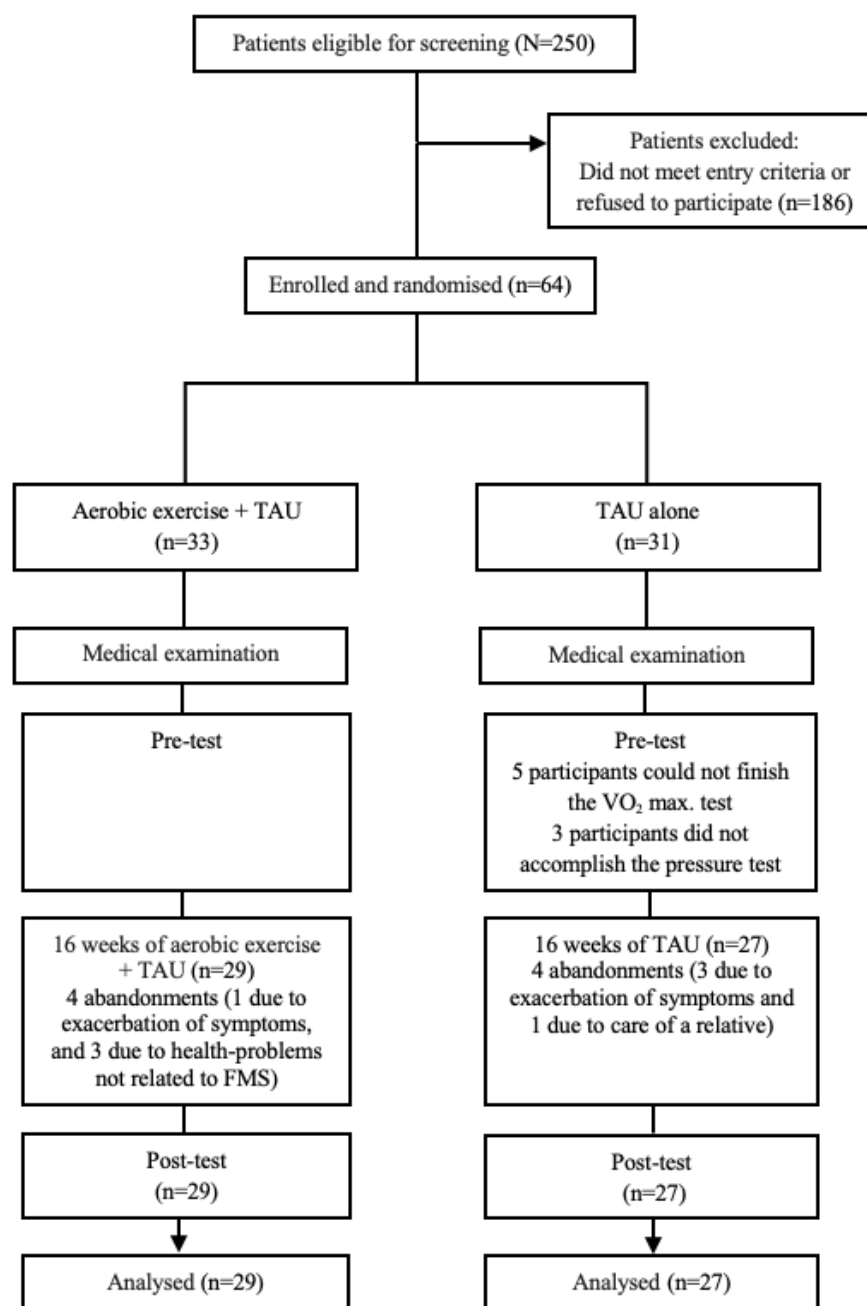 Patients eligible for screening (N=250)
Patients excluded:
Did not meet entry criteria or
refused to participate (n=186)
Enrolled and randomised (n=64)
Aerobic exercise + TAU
(n=33)
TAU alone
(n=31)
Medical examination
Medical examination
Pre-test
Pre-test
5 participants could not finish
the VO₂ max. test
3 participants did not
accomplish the pressure test
16 weeks of aerobic exercise
+ TAU (n=29)
4 abandonments (1 due to
exacerbation of symptoms,
and 3 due to health-problems
not related to FMS)
16 weeks of TAU (n=27)
4 abandonments (3 due to
exacerbation of symptoms and
1 due to care of a relative)
Post-test
(n=29)
Post-test
(n=27)
Analysed (n=29)
Analysed (n=27)